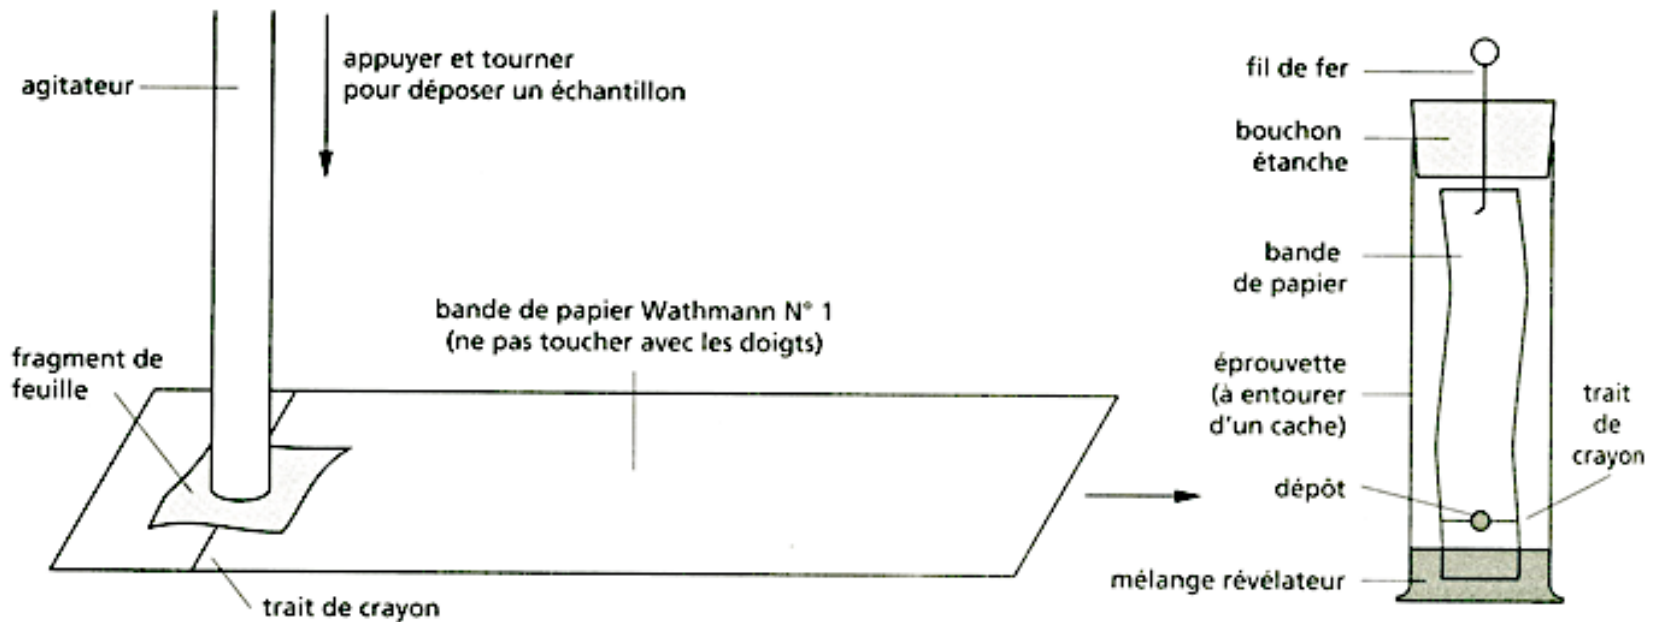 agitateur
appuyer et tourner
pour déposer un échantillon
bande de papier Wathmann N° 1
(ne pas toucher avec les doigts)
fragment de
feuille
trait de crayon
fil de fer
bouchon
étanche
bande
de papier
éprouvette
(à entourer
d'un cache)
trait
de
crayon
dépôt
mélange révélateur